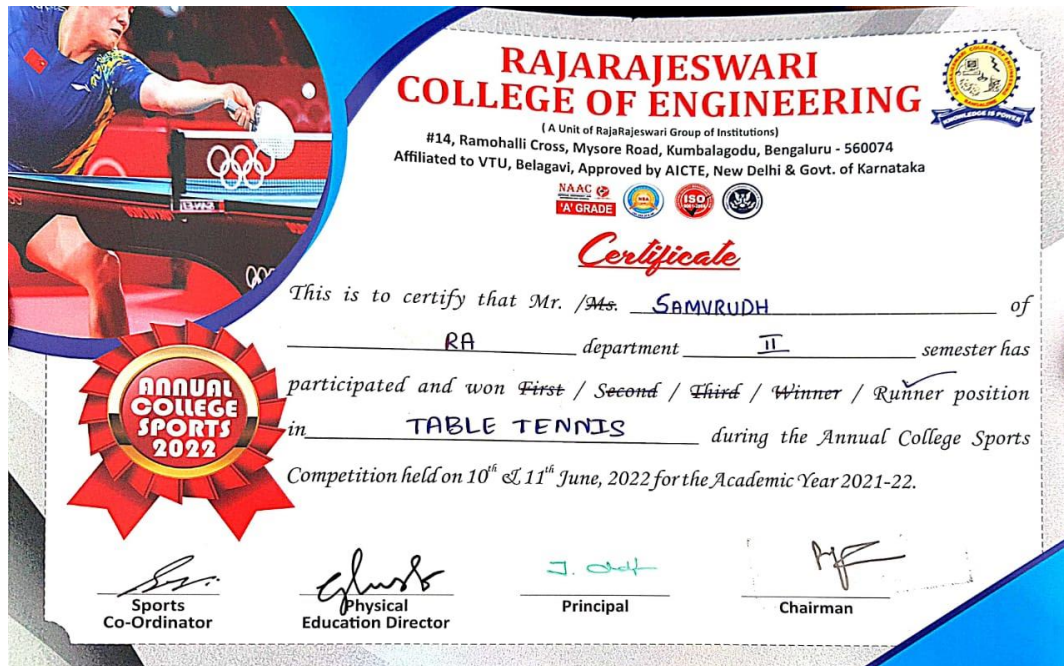 RAJARAJESWARI
COLLEGE OF ENGINEERING
( A Unit of RajaRajeswari Group of Institutions)
#14, Ramohalli Cross, Mysore Road, Kumbalagodu, Bengaluru - 560074
Affiliated to VTU, Belagavi, Approved by AICTE, New Delhi & Govt. of Karnataka
KNOWLEDGE IS POWER
NAAC
'A' GRADE
ISO
Certificate
This is to certify that Mr. /Ms. SAMVRUDH of
RA department II semester has
participated and won First / Second / Third / Winner / Runner position
in TABLE TENNIS during the Annual College Sports
Competition held on 10th & 11th June, 2022 for the Academic Year 2021-22.
ANNUAL
COLLEGE
SPORTS
2022
Sports
Co-Ordinator
Physical
Education Director
Principal
Chairman